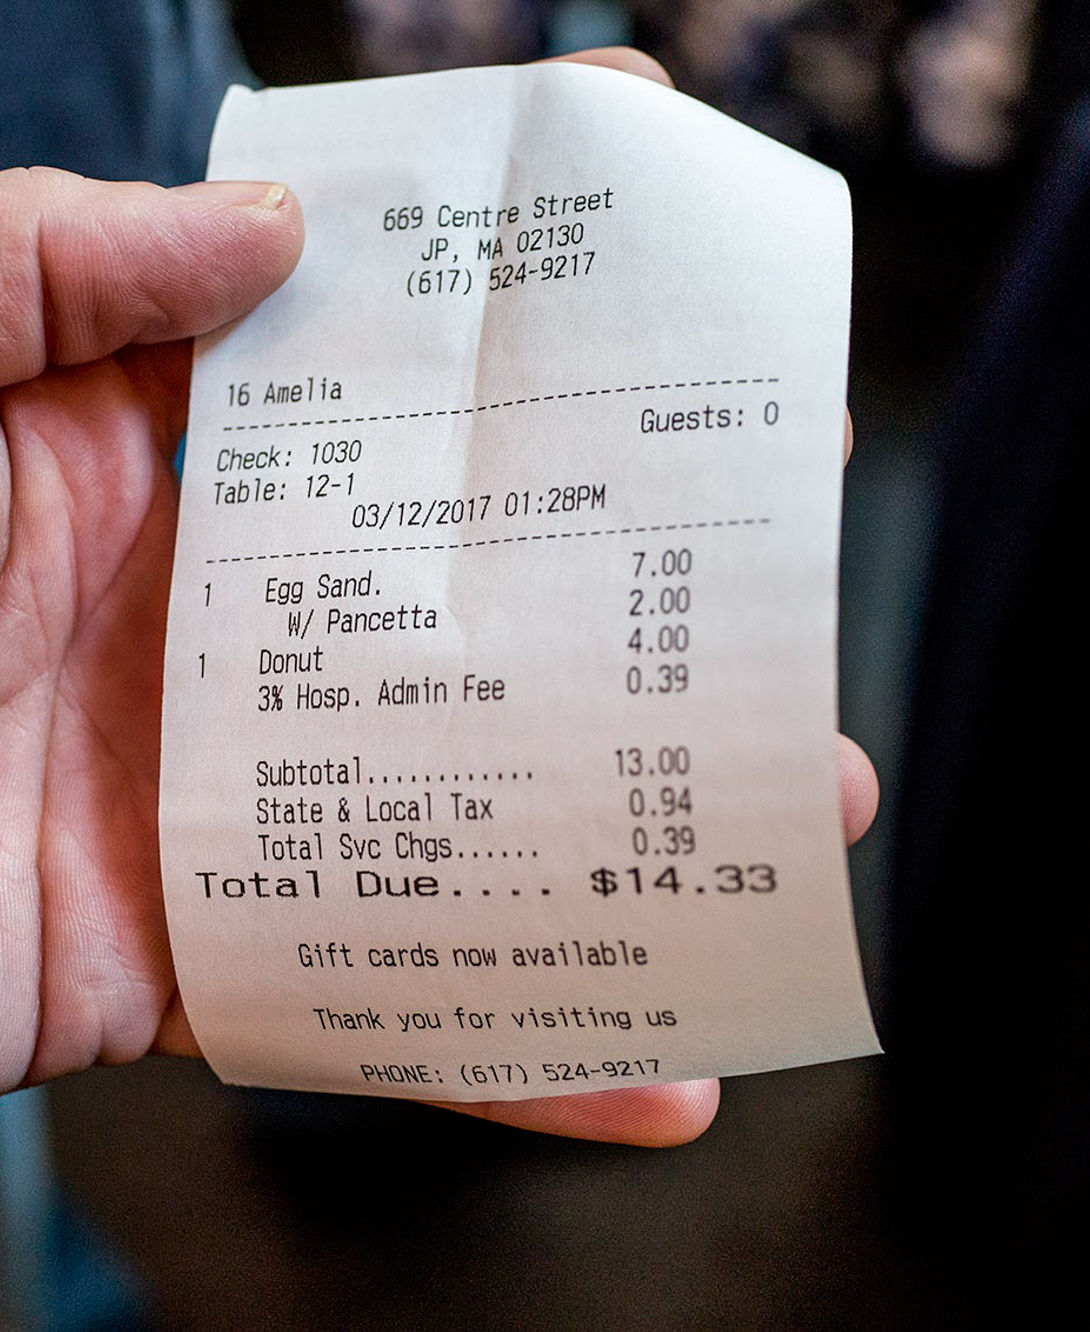 669 Centre Street
JP, MA 02130
(617) 524-9217
16 Amelia
Guests: 0
Check: 1030
Table: 12-1
03/12/2017 01:28PM
1 Egg Sand. 7.00
W/ Pancetta 2.00
1 Donut 4.00
3% Hosp. Admin Fee 0.39
Subtotal............ 13.00
State & Local Tax 0.94
Total Svc Chgs...... 0.39
Total Due.... $14.33
Gift cards now available
Thank you for visiting us
PHONE: (617) 524-9217